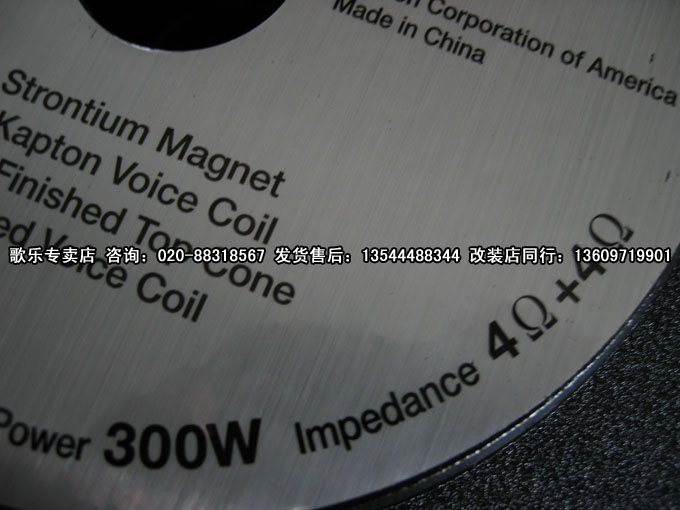 Corporation of America
Made in China
Strontium Magnet
Kapton Voice Coil
Finished Top Cone
Voice Coil
歌乐专卖店 咨询：020-88318567 发货售后：13544488344 改装店同行：13609719901
Power 300W Impedance 4Ω+4Ω